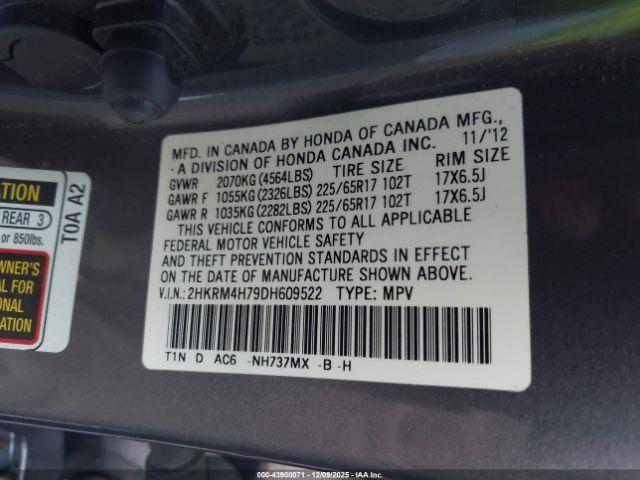 MFD. IN CANADA BY HONDA OF CANADA MFG.,
- A DIVISION OF HONDA CANADA INC. 11/'12
GVWR 2070KG (4564LBS) TIRE SIZE RIM SIZE
GAWR F 1055KG (2326LBS) 225/65R17 102T 17X6.5J
GAWR R 1035KG (2282LBS) 225/65R17 102T 17X6.5J
THIS VEHICLE CONFORMS TO ALL APPLICABLE
FEDERAL MOTOR VEHICLE SAFETY
AND THEFT PREVENTION STANDARDS IN EFFECT
ON THE DATE OF MANUFACTURE SHOWN ABOVE.
V.I.N.: 2HKRM4H79DH609522 TYPE: MPV
T1N D AC6 -NH737MX -B -H
ATION
REAR 3
or 850lbs.
WNER'S
AL FOR
ONAL
ATION
T0A A2
000-43900071 - 12/09/2025 - IAAI.com